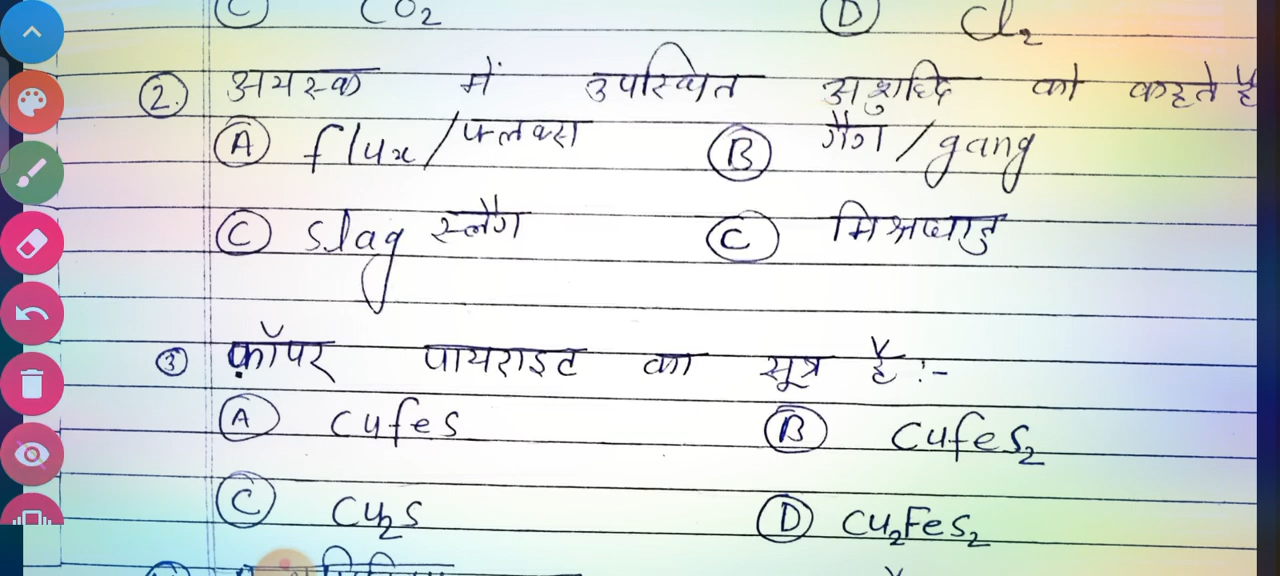 C CO2 D Cl2
2. अयस्क में उपस्थित अशुद्धि को कहते हैं
A flux/फ्लक्स B गैंग/gang
C slag स्लैग C मिश्रधातु
3 कॉपर पायराइट का सूत्र है :-
A CufeS B CufeS2
C Cu2S D Cu2FeS2